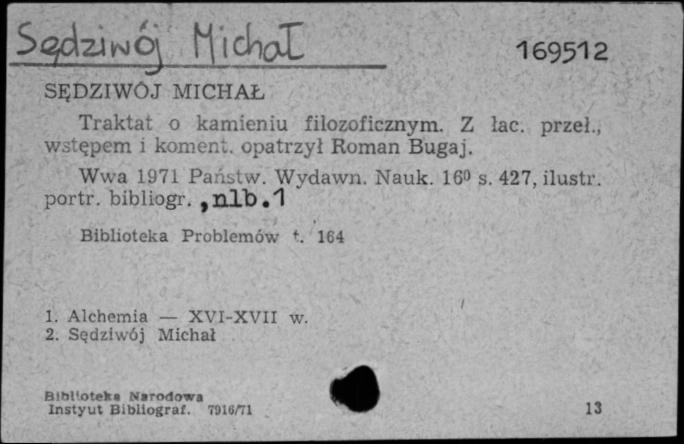 Sędziwój Michał
169512
SĘDZIWÓJ MICHAŁ
Traktat o kamieniu filozoficznym. Z łac. przeł.,
wstępem i koment. opatrzył Roman Bugaj.
Wwa 1971 Państw. Wydawn. Nauk. 16⁰ s. 427, ilustr.
portr. bibliogr. , nlb. 1
Biblioteka Problemów t. 164
1. Alchemia — XVI-XVII w.
2. Sędziwój Michał
Biblioteka Narodowa
Instyut Bibliograf. 7916/71
13